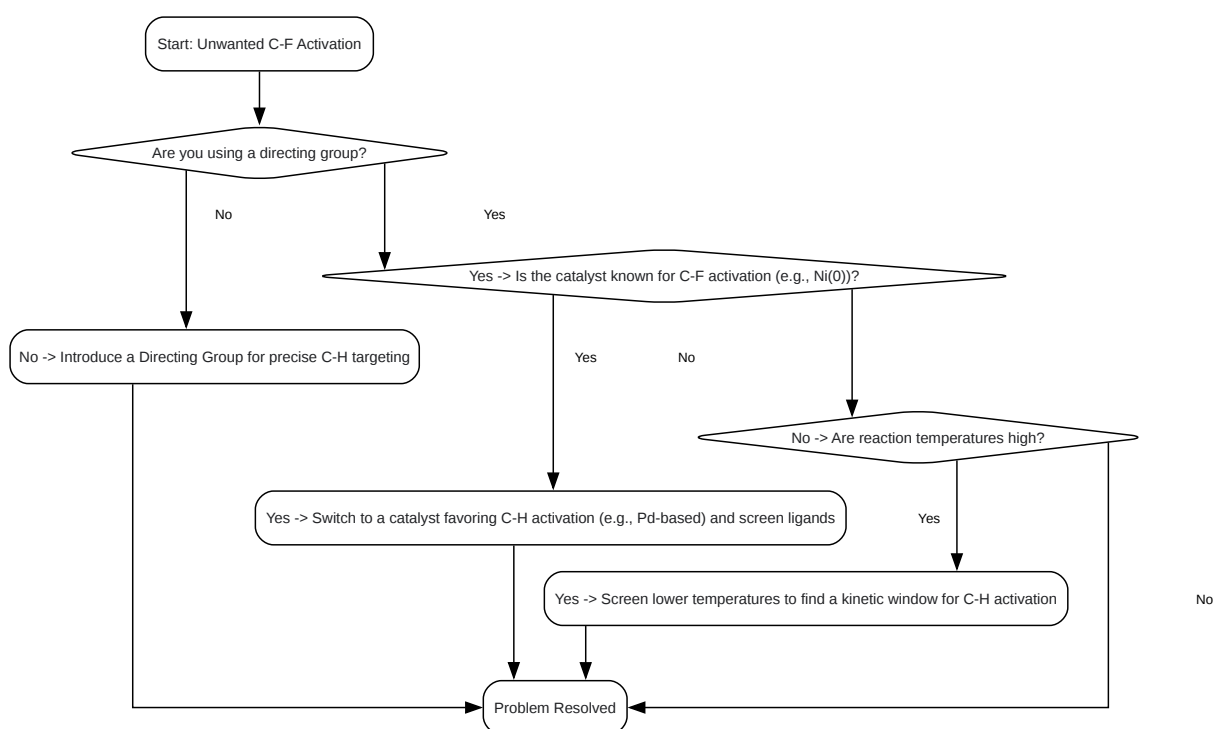 Start: Unwanted C-F Activation
Are you using a directing group?
No
Yes
Yes -> Is the catalyst known for C-F activation (e.g., Ni(0))?
No -> Introduce a Directing Group for precise C-H targeting
Yes
No
No -> Are reaction temperatures high?
Yes -> Switch to a catalyst favoring C-H activation (e.g., Pd-based) and screen ligands
Yes
Yes -> Screen lower temperatures to find a kinetic window for C-H activation
No
Problem Resolved